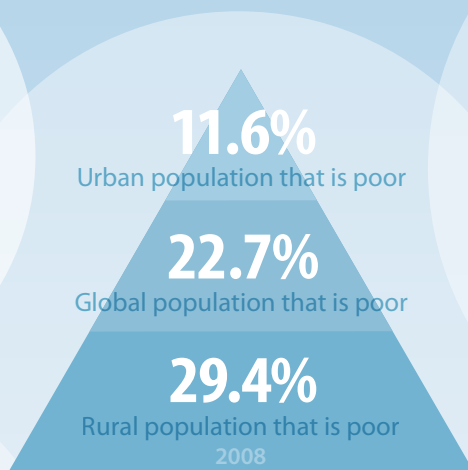 11.6%
Urban population that is poor
22.7%
Global population that is poor
29.4%
Rural population that is poor
2008